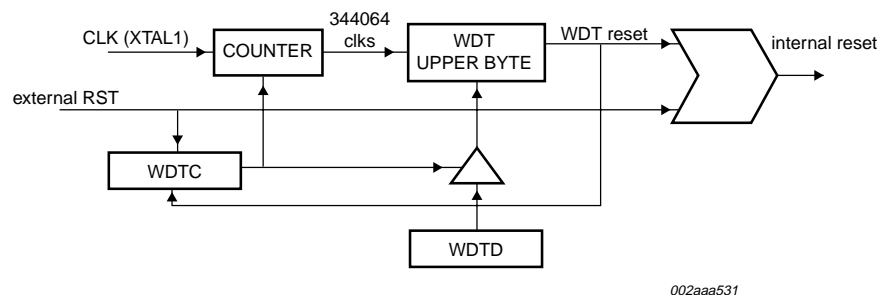 344064
clks
CLK (XTAL1)
COUNTER
WDT
UPPER BYTE
WDT reset
internal reset
external RST
WDTC
WDTD
002aaa531